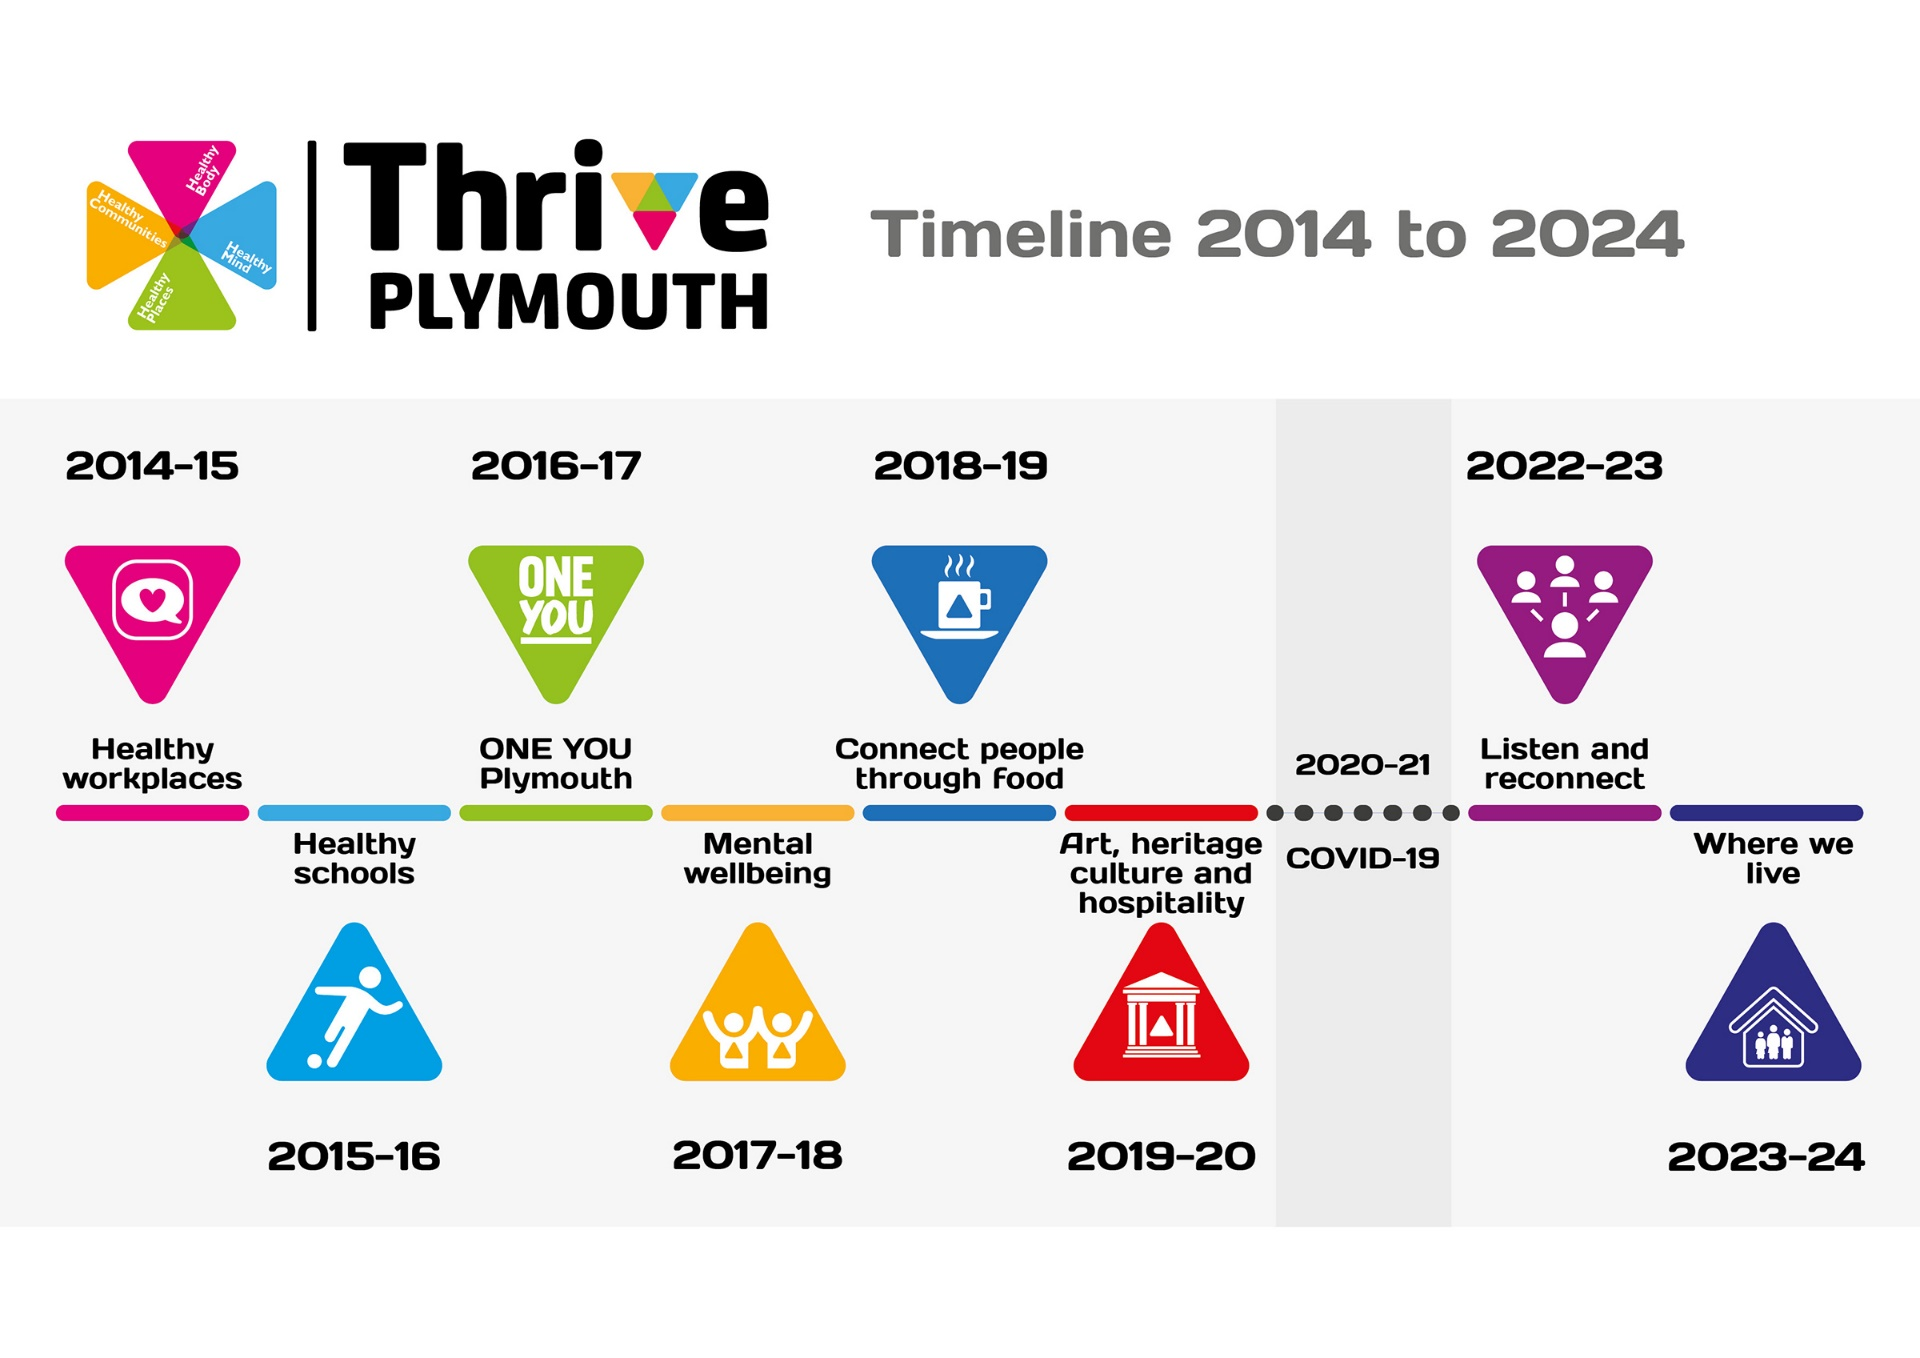 Healthy
Body
Healthy
Communities
Healthy
Mind
Healthy
Places
Thrive
PLYMOUTH
Timeline 2014 to 2024
2014-15
2016-17
2018-19
2022-23
ONE
YOU
Healthy
workplaces
ONE YOU
Plymouth
Connect people
through food
2020-21
Listen and
reconnect
Healthy
schools
Mental
wellbeing
Art, heritage
culture and
hospitality
COVID-19
Where we
live
2015-16
2017-18
2019-20
2023-24